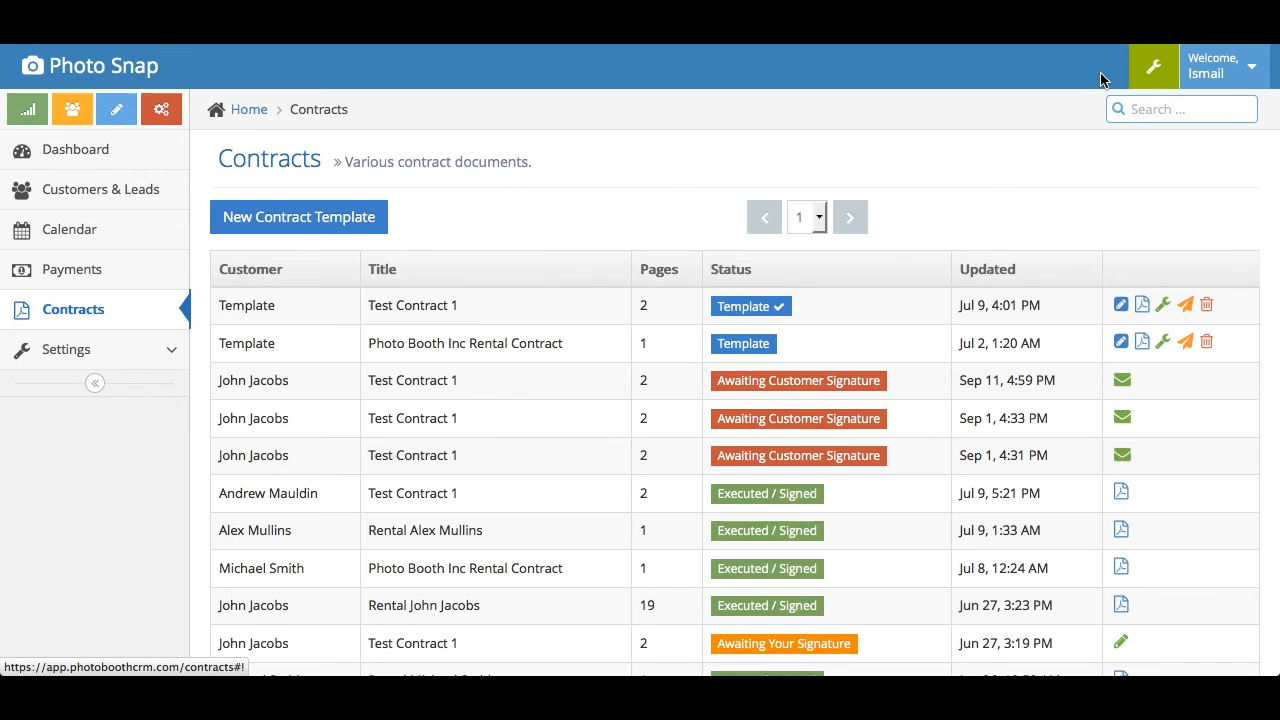 Photo Snap
Welcome,
Ismail
Home > Contracts
Search ...
Dashboard
Customers & Leads
Calendar
Payments
Contracts
Settings
Contracts » Various contract documents.
New Contract Template
1
Customer Title Pages Status Updated
Template Test Contract 1 2 Template ✔ Jul 9, 4:01 PM
Template Photo Booth Inc Rental Contract 1 Template Jul 2, 1:20 AM
John Jacobs Test Contract 1 2 Awaiting Customer Signature Sep 11, 4:59 PM
John Jacobs Test Contract 1 2 Awaiting Customer Signature Sep 1, 4:33 PM
John Jacobs Test Contract 1 2 Awaiting Customer Signature Sep 1, 4:31 PM
Andrew Mauldin Test Contract 1 2 Executed / Signed Jul 9, 5:21 PM
Alex Mullins Rental Alex Mullins 1 Executed / Signed Jul 9, 1:33 AM
Michael Smith Photo Booth Inc Rental Contract 1 Executed / Signed Jul 8, 12:24 AM
John Jacobs Rental John Jacobs 19 Executed / Signed Jun 27, 3:23 PM
John Jacobs Test Contract 1 2 Awaiting Your Signature Jun 27, 3:19 PM
https://app.photoboothcrm.com/contracts#!